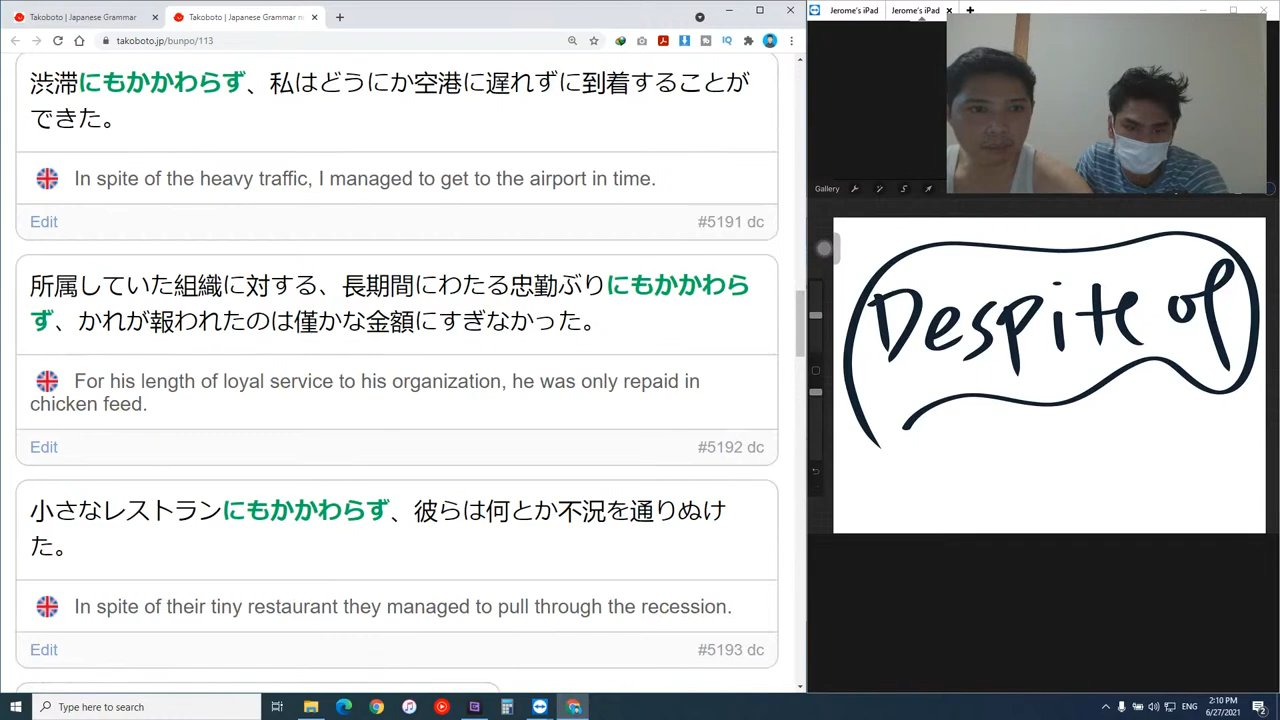 Takoboto | Japanese Grammar
Takoboto | Japanese Grammar n
takoboto.jp/bunpo/113
渋滞にもかかわらず、私はどうにか空港に遅れずに到着することが
できた。
In spite of the heavy traffic, I managed to get to the airport in time.
Edit
#5191 dc
所属していた組織に対する、長期間にわたる忠勤ぶりにもかかわら
ず、かれが報われたのは僅かな金額にすぎなかった。
For his length of loyal service to his organization, he was only repaid in
chicken feed.
Edit
#5192 dc
小さなレストランにもかかわらず、彼らは何とか不況を通りぬけ
た。
In spite of their tiny restaurant they managed to pull through the recession.
Edit
#5193 dc
Jerome's iPad
Jerome's iPad
Gallery
Despite of
Type here to search
ENG
2:10 PM
6/27/2021
2